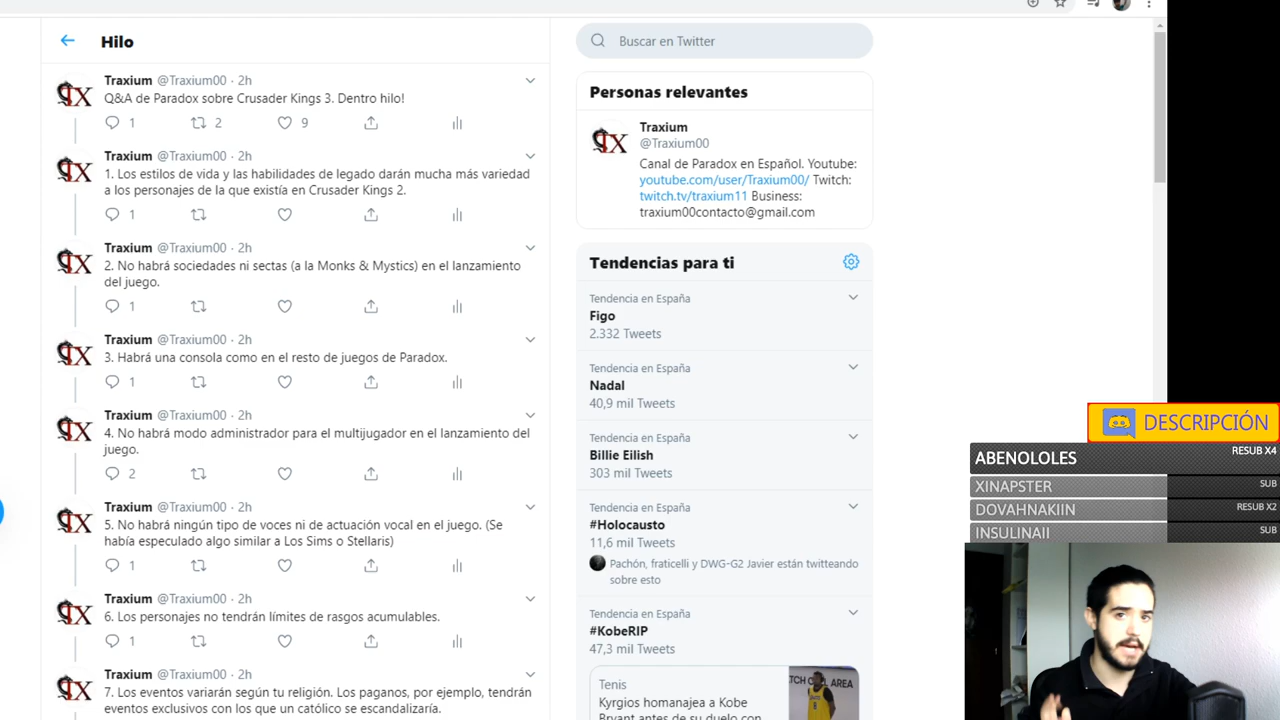 Hilo
Traxium @Traxium00 · 2h
Q&A de Paradox sobre Crusader Kings 3. Dentro hilo!
1 2 9
Traxium @Traxium00 · 2h
1. Los estilos de vida y las habilidades de legado darán mucha más variedad
a los personajes de la que existía en Crusader Kings 2.
1
Traxium @Traxium00 · 2h
2. No habrá sociedades ni sectas (a la Monks & Mystics) en el lanzamiento
del juego.
1
Traxium @Traxium00 · 2h
3. Habrá una consola como en el resto de juegos de Paradox.
1
Traxium @Traxium00 · 2h
4. No habrá modo administrador para el multijugador en el lanzamiento del
juego.
2
Traxium @Traxium00 · 2h
5. No habrá ningún tipo de voces ni de actuación vocal en el juego. (Se
había especulado algo similar a Los Sims o Stellaris)
1
Traxium @Traxium00 · 2h
6. Los personajes no tendrán límites de rasgos acumulables.
1
Traxium @Traxium00 · 2h
7. Los eventos variarán según tu religión. Los paganos, por ejemplo, tendrán
eventos exclusivos con los que un católico se escandalizaría.
Buscar en Twitter
Personas relevantes
Traxium
@Traxium00
Canal de Paradox en Español. Youtube:
youtube.com/user/Traxium00/ Twitch:
twitch.tv/traxium11 Business:
traxium00contacto@gmail.com
Tendencias para ti
Tendencia en España
Figo
2.332 Tweets
Tendencia en España
Nadal
40,9 mil Tweets
Tendencia en España
Billie Eilish
303 mil Tweets
Tendencia en España
#Holocausto
11,6 mil Tweets
Pachón, fraticelli y DWG-G2 Javier están twitteando
sobre esto
Tendencia en España
#KobeRIP
47,3 mil Tweets
Tenis
Kyrgios homanajea a Kobe
Bryant antes de su duelo con
DESCRIPCIÓN
ABENOLOLES RESUB X4
XINAPSTER SUB
DOVAHNAKIIN RESUB X2
INSULINAII SUB